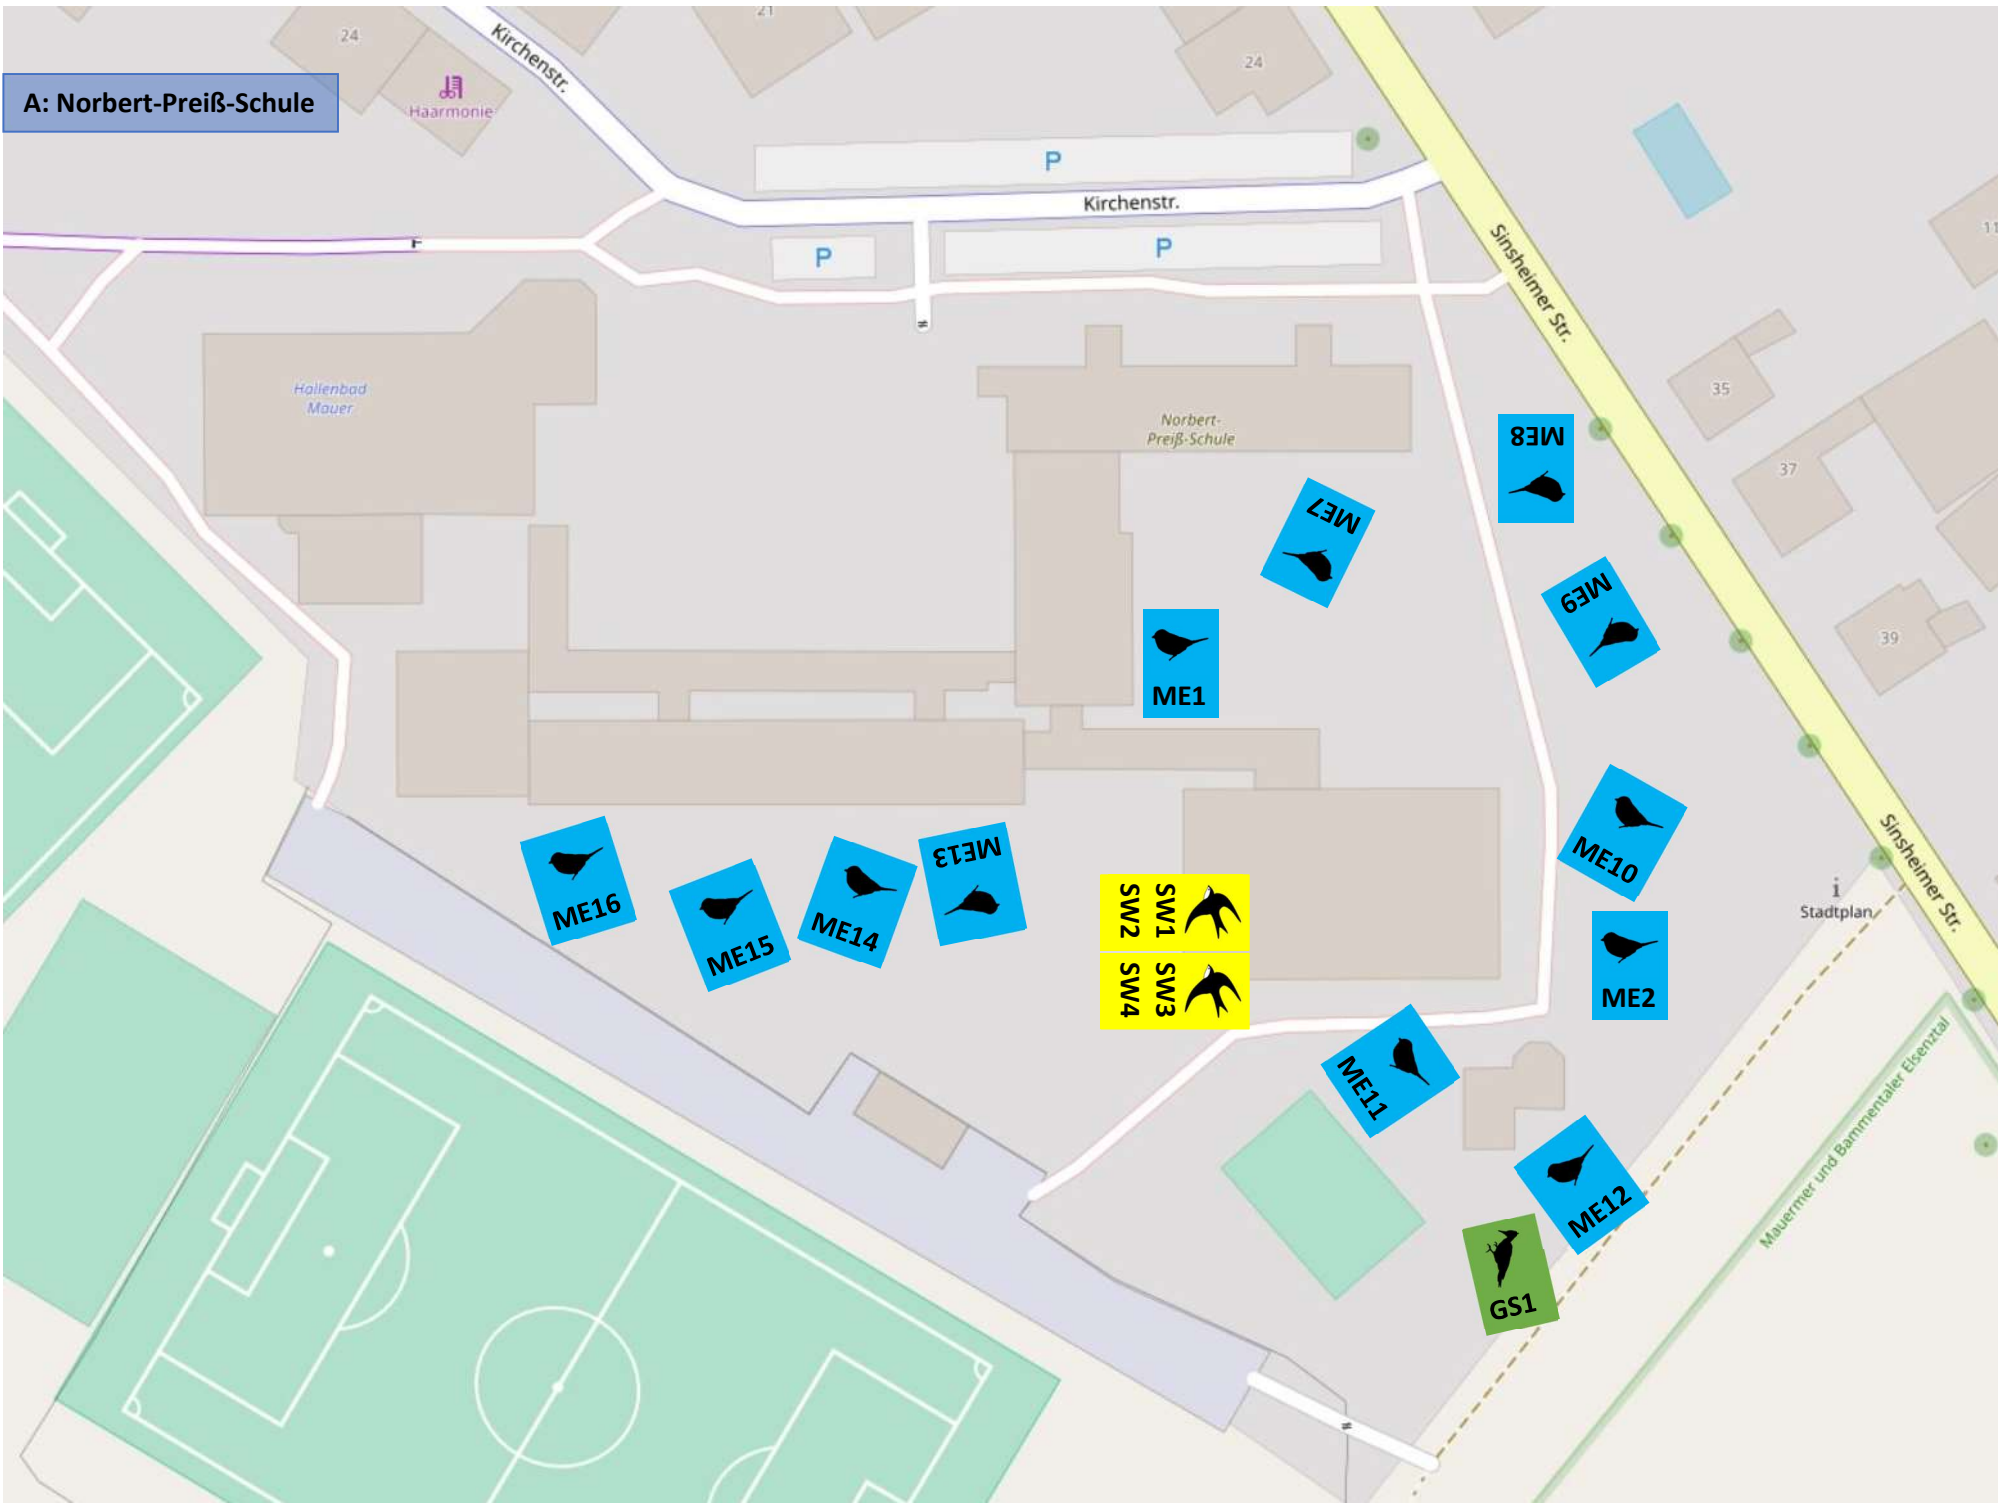 21
24
Kirchenstr.
24
A: Norbert-Preiß-Schule
Haarmonie
P
Kirchenstr.
P
P
11
Sinsheimer Str.
35
Hallenbad
Mauer
Norbert-
Preiß-Schule
ME8
37
ME7
ME9
39
ME1
ME10
Sinsheimer Str.
ME13
ME16
ME14
ME15
SW1
SW2
i
Stadtplan
ME2
SW3
SW4
ME11
Mauermer und Bammentaler Elsenztal
ME12
GS1